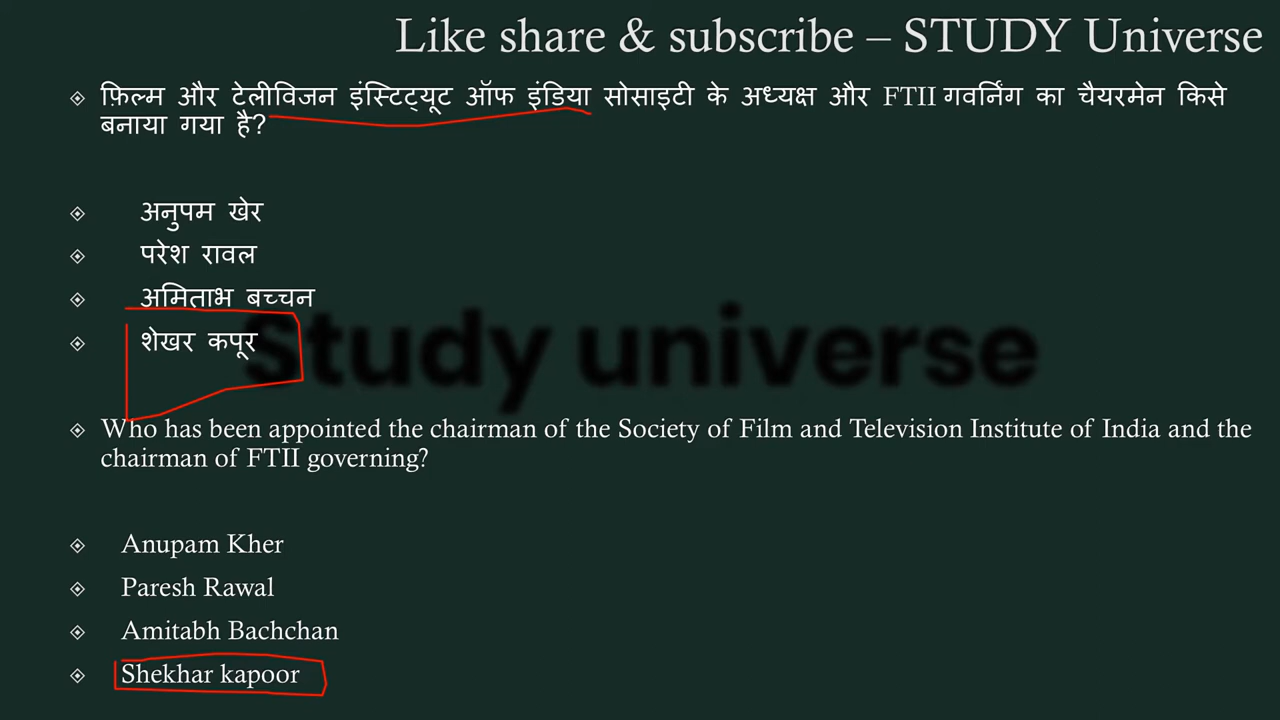 Like share & subscribe – STUDY Universe
फ़िल्म और टेलीविजन इंस्टिट्यूट ऑफ इंडिया सोसाइटी के अध्यक्ष और FTII गवर्निंग का चैयरमेन किसे
बनाया गया है?
अनुपम खेर
परेश रावल
अमिताभ बच्चन
शेखर कपूर
Study universe
Who has been appointed the chairman of the Society of Film and Television Institute of India and the
chairman of FTII governing?
Anupam Kher
Paresh Rawal
Amitabh Bachchan
Shekhar kapoor